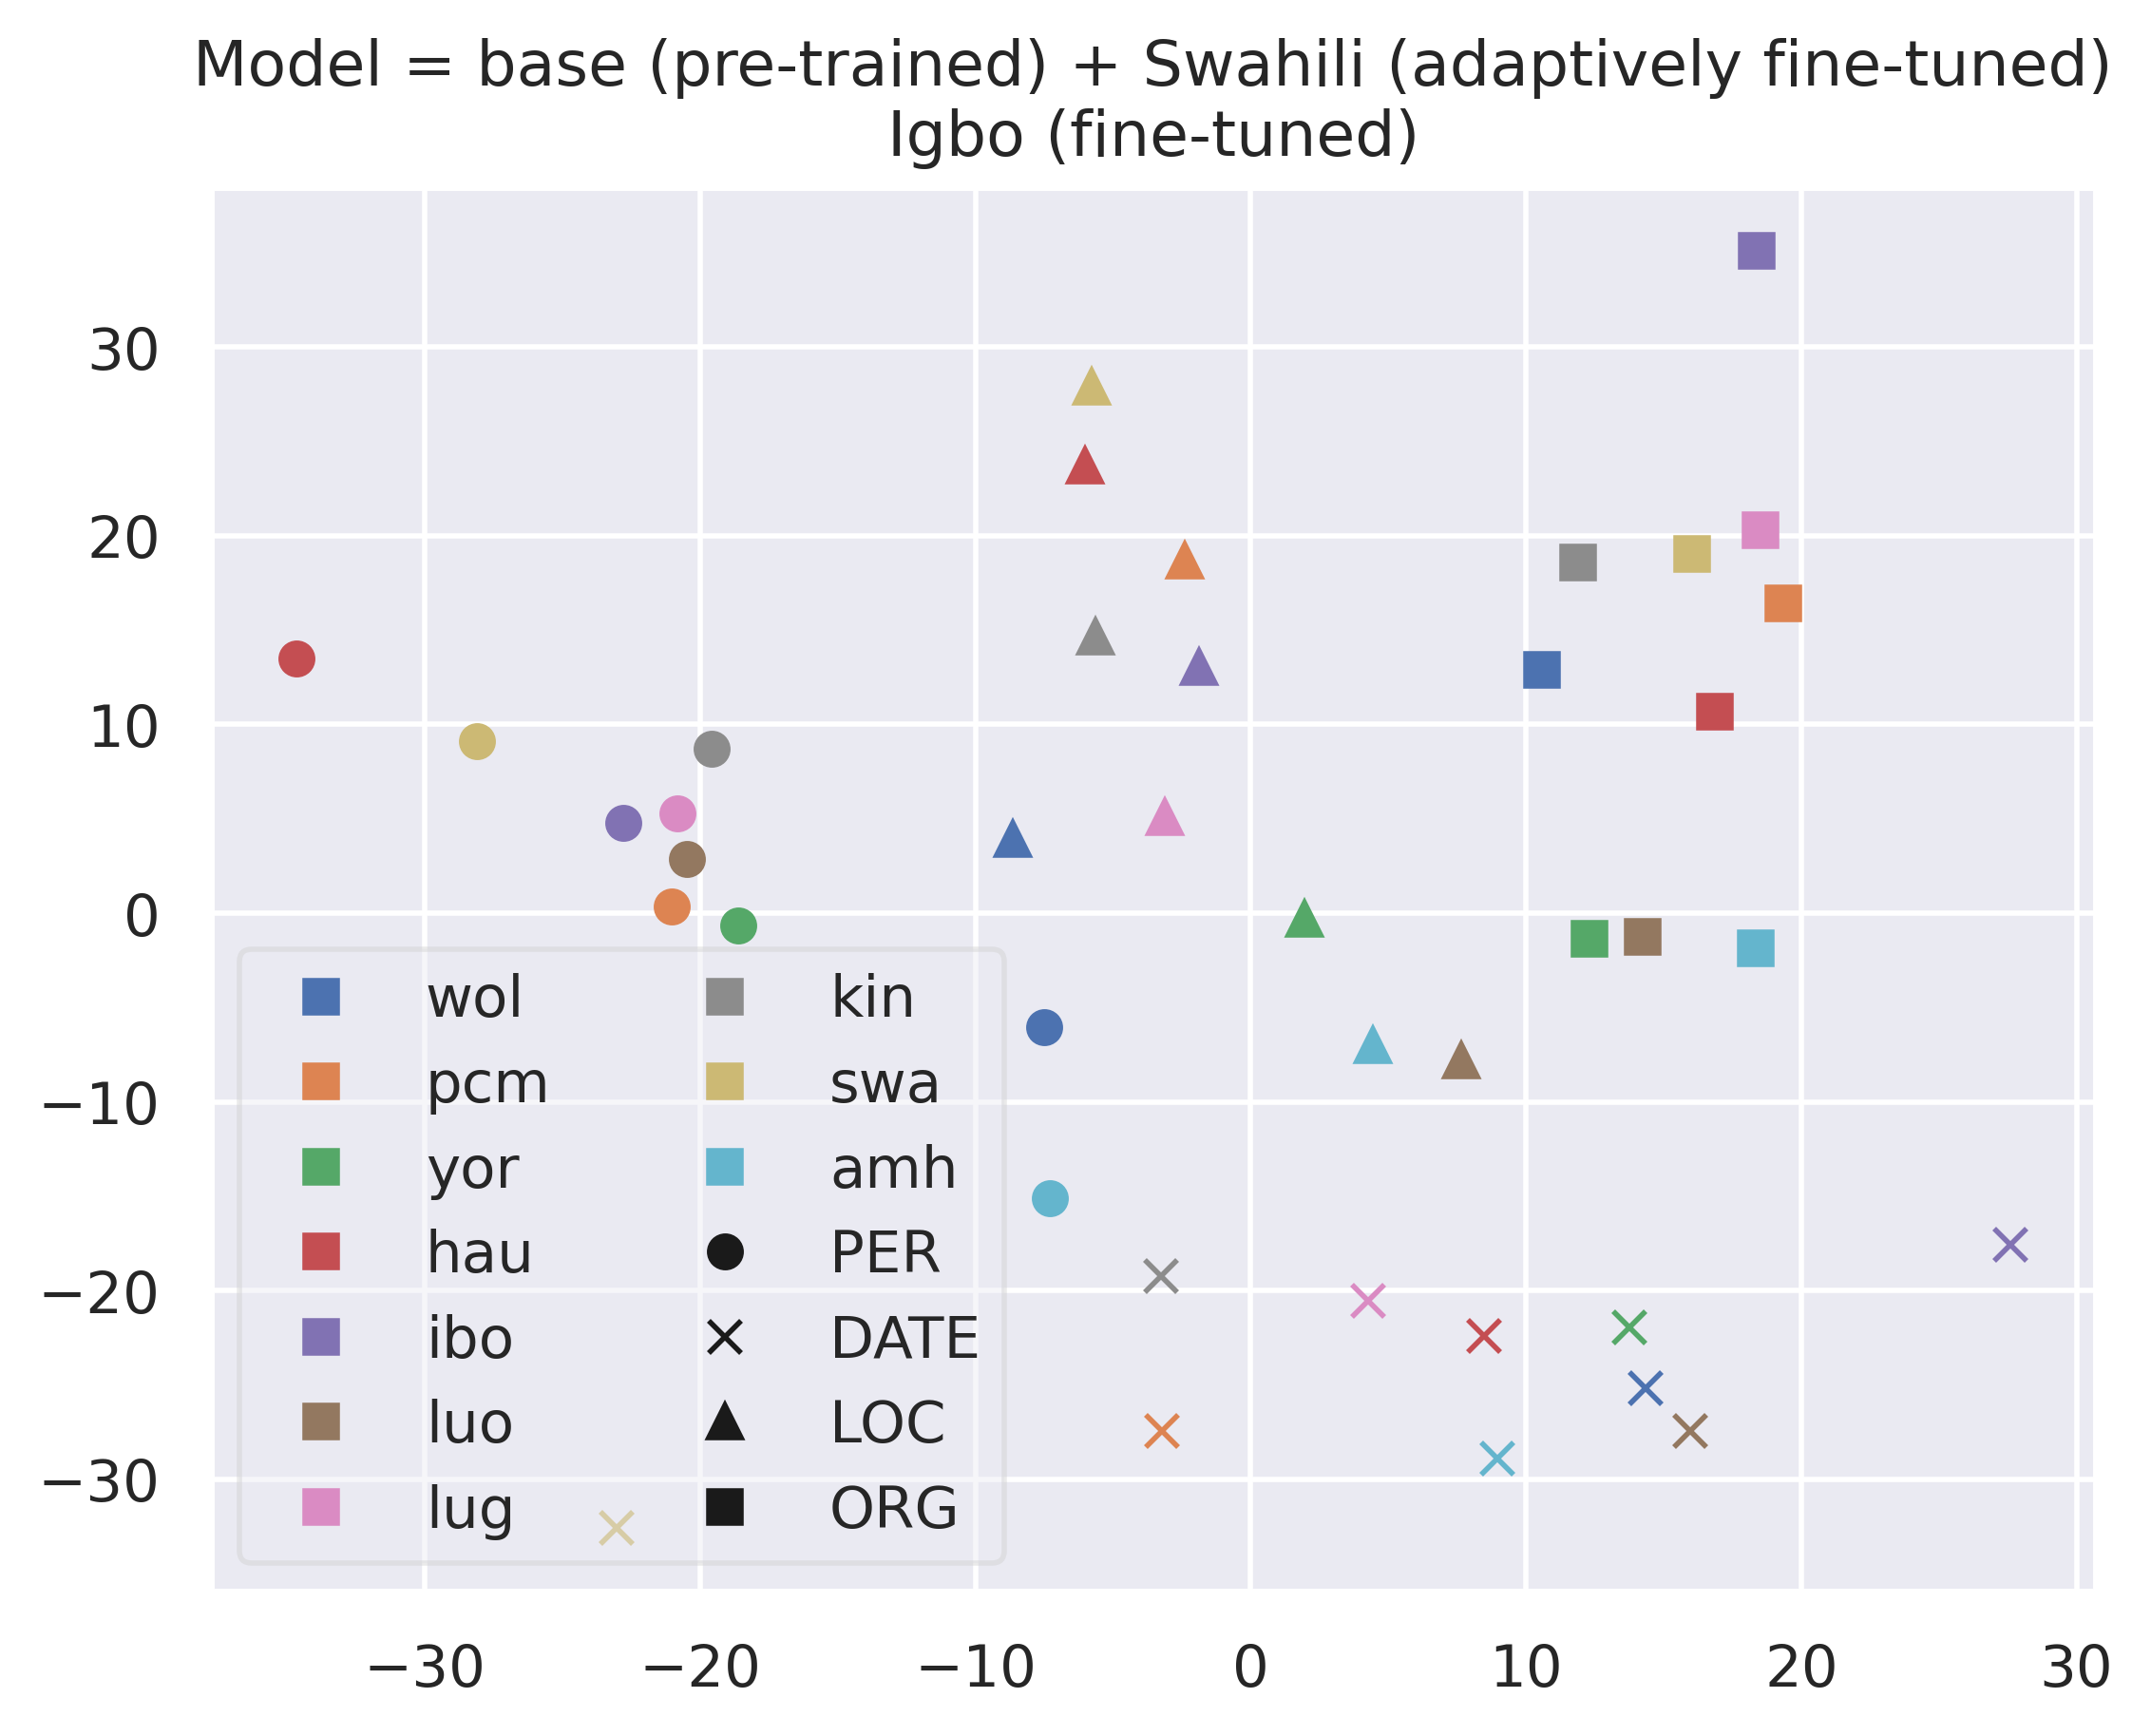 Model = base (pre-trained) + Swahili (adaptively fine-tuned)
Igbo (fine-tuned)
30
20
10
0
−10
−20
−30
wol
pcm
yor
hau
ibo
luo
lug
kin
swa
amh
PER
DATE
LOC
ORG
−30 −20 −10 0 10 20 30